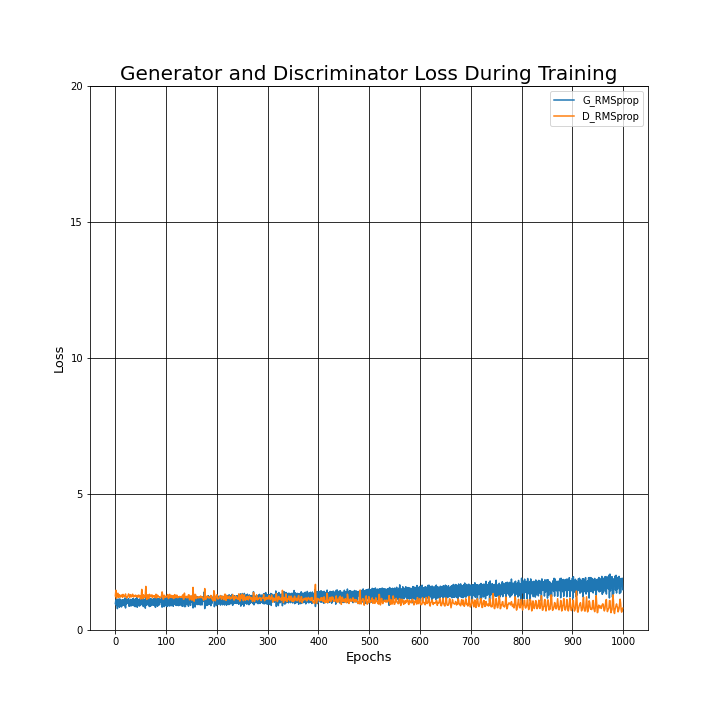 Generator and Discriminator Loss During Training
G_RMSprop
D_RMSprop
20
15
10
5
0
Loss
0 100 200 300 400 500 600 700 800 900 1000
Epochs